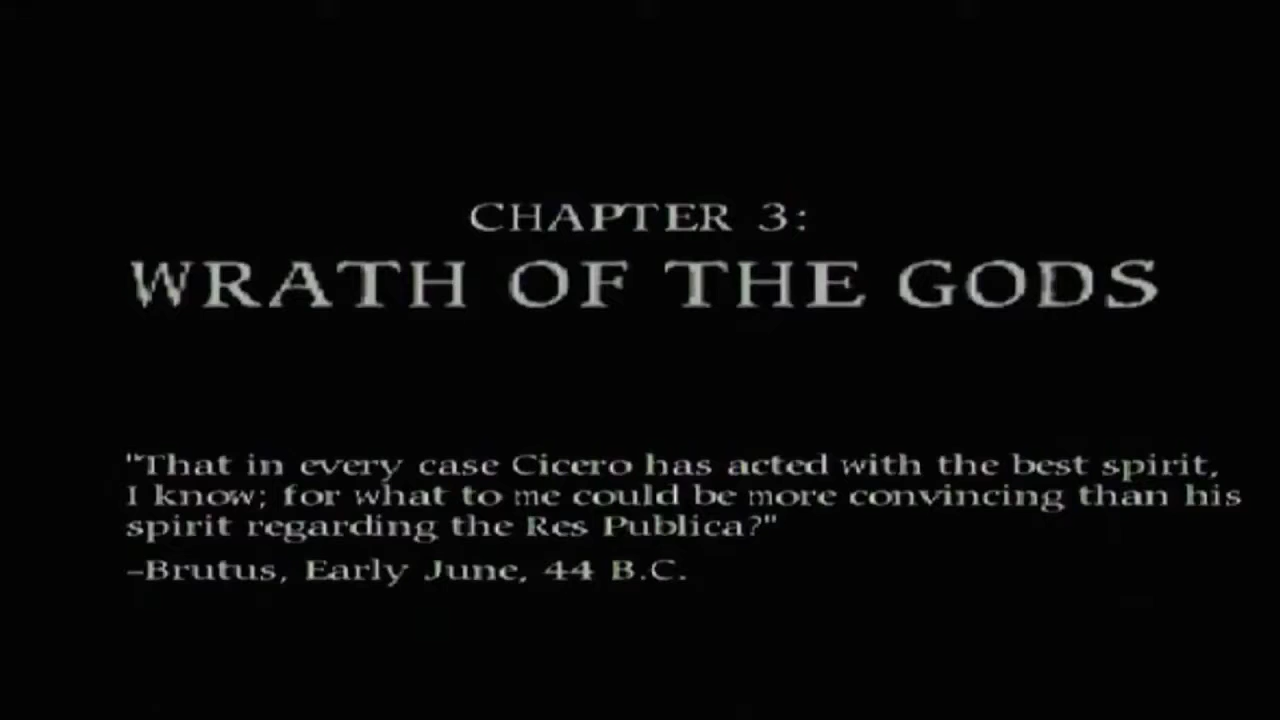 CHAPTER 3:
WRATH OF THE GODS
"That in every case Cicero has acted with the best spirit,
I know; for what to me could be more convincing than his
spirit regarding the Res Publica?"
–Brutus, Early June, 44 B.C.